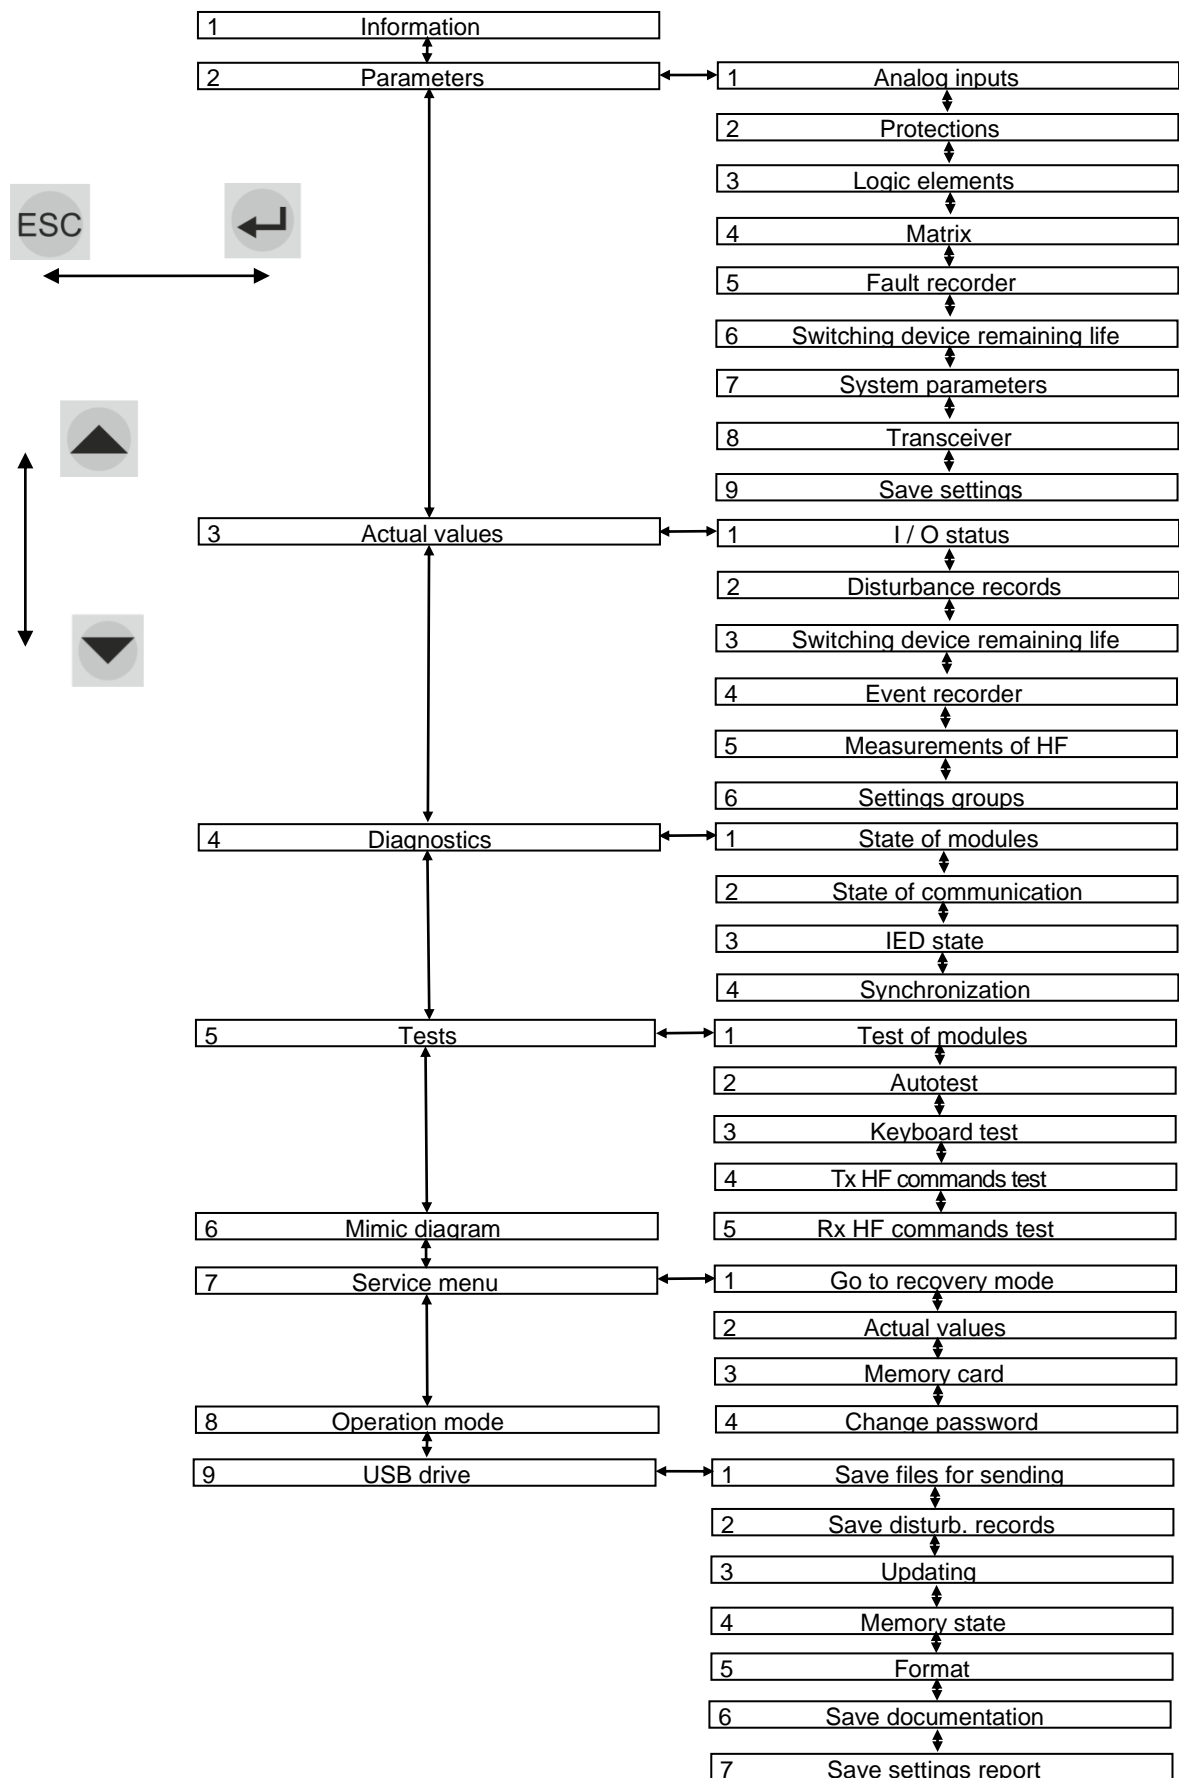 1 Information
2 Parameters
1 Analog inputs
2 Protections
3 Logic elements
ESC
4 Matrix
5 Fault recorder
6 Switching device remaining life
7 System parameters
8 Transceiver
9 Save settings
3 Actual values
1 I / O status
2 Disturbance records
3 Switching device remaining life
4 Event recorder
5 Measurements of HF
6 Settings groups
4 Diagnostics
1 State of modules
2 State of communication
3 IED state
4 Synchronization
5 Tests
1 Test of modules
2 Autotest
3 Keyboard test
4 Tx HF commands test
6 Mimic diagram
5 Rx HF commands test
7 Service menu
1 Go to recovery mode
2 Actual values
3 Memory card
8 Operation mode
4 Change password
9 USB drive
1 Save files for sending
2 Save disturb. records
3 Updating
4 Memory state
5 Format
6 Save documentation
7 Save settings report